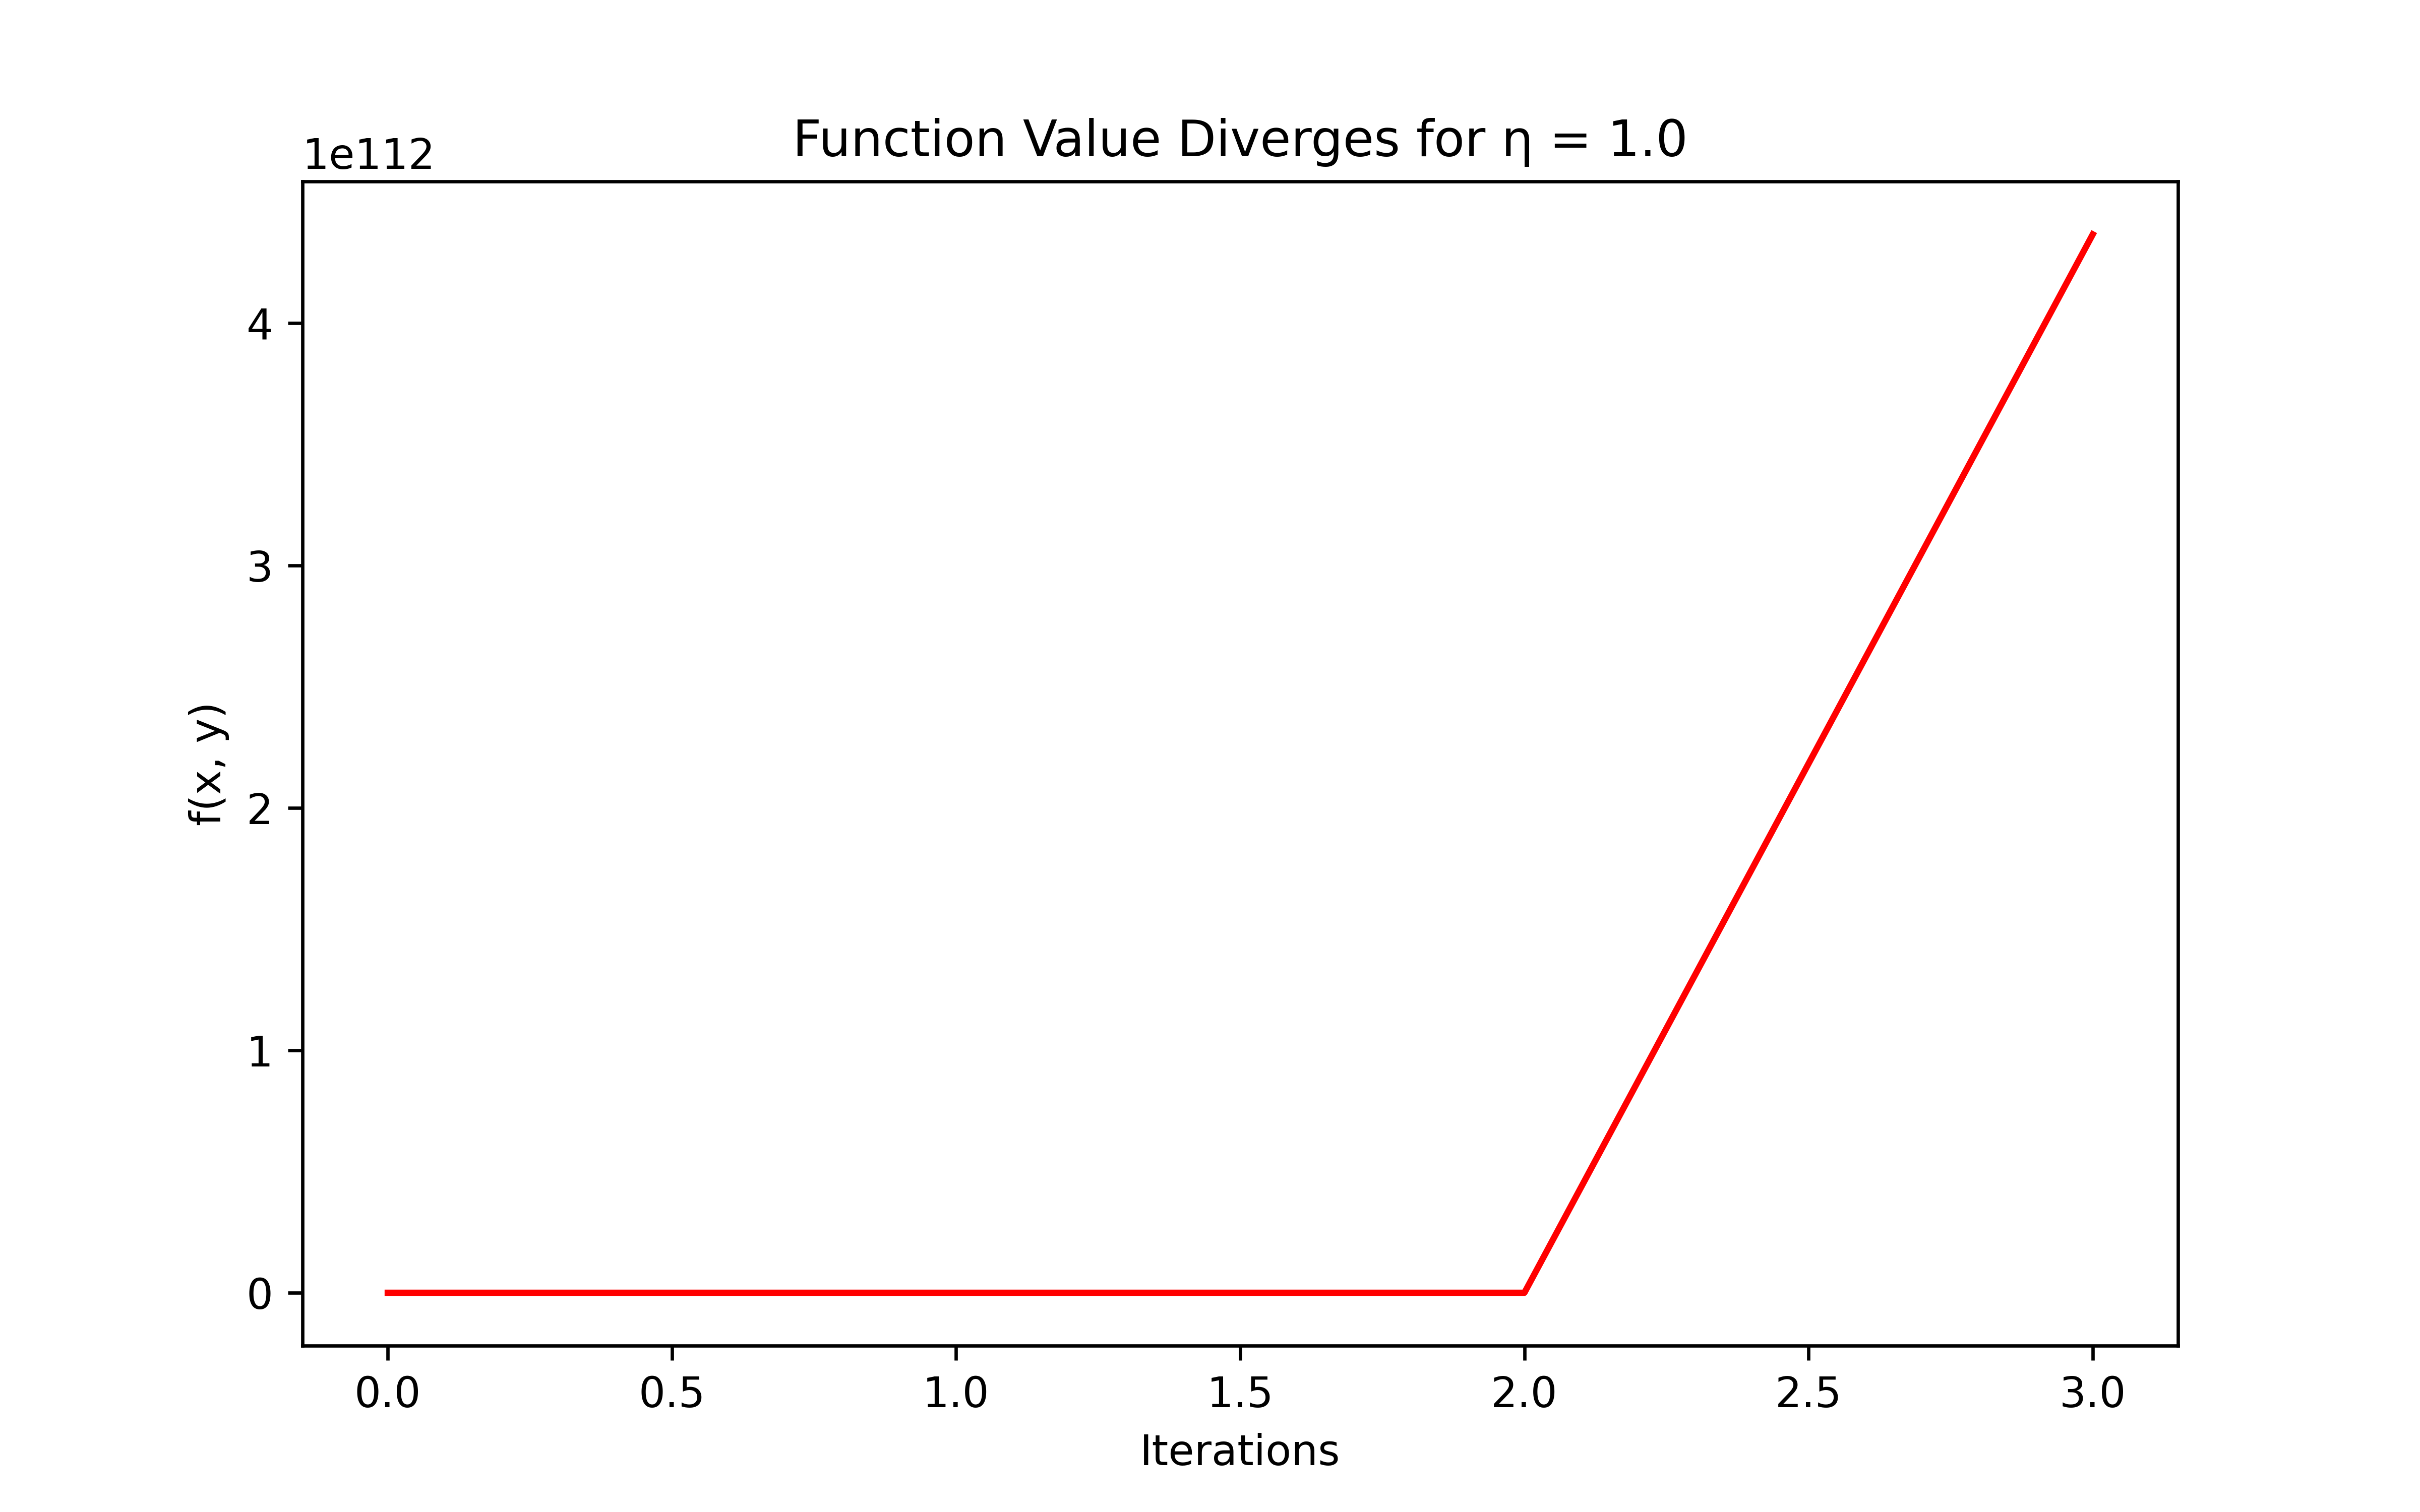 Function Value Diverges for η = 1.0
1e112
4
3
2
1
0
f(x, y)
0.0 0.5 1.0 1.5 2.0 2.5 3.0
Iterations